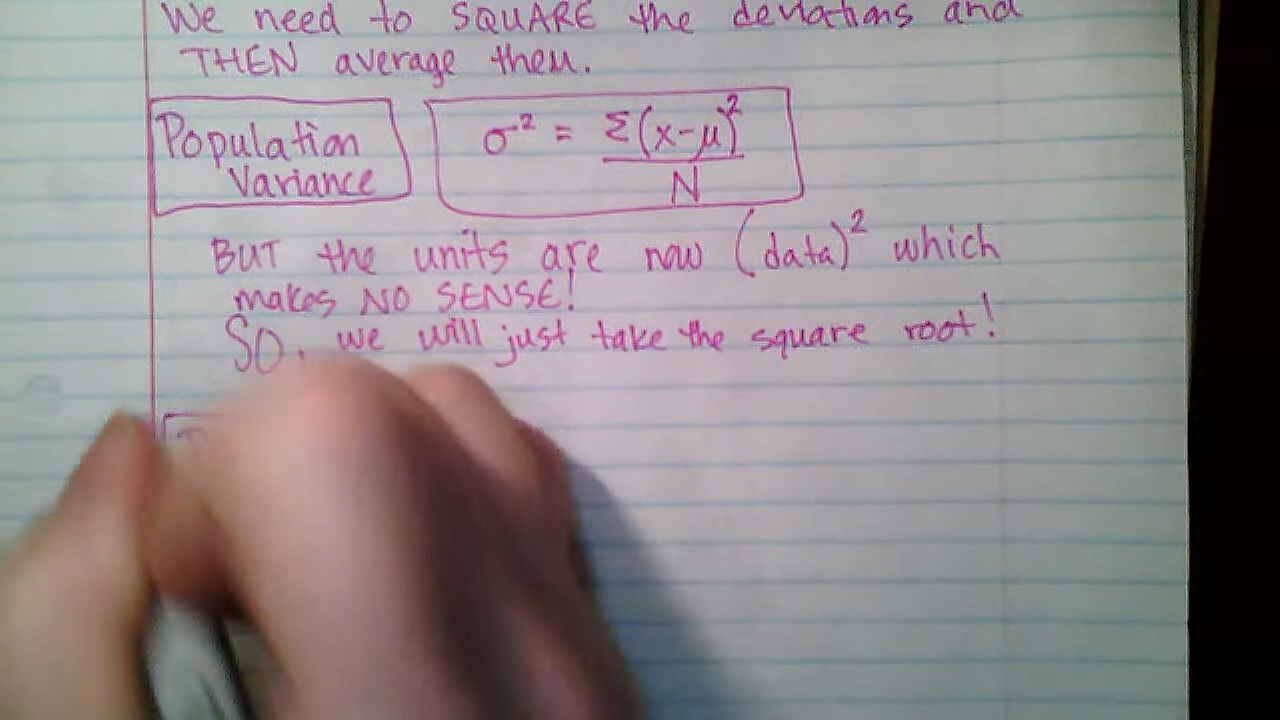 We need to SQUARE the deviations and
THEN average them.
Population
Variance
σ² = Σ(x-μ)² / N
BUT the units are now (data)² which
makes NO SENSE!
SO, we will just take the square root!